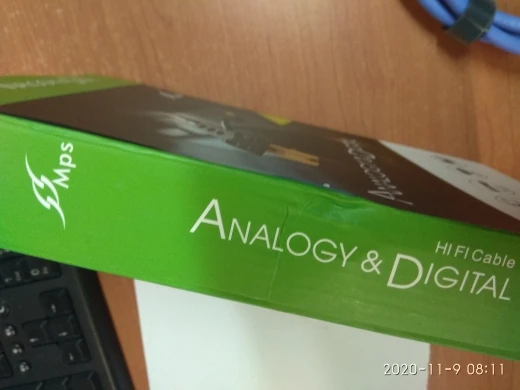 Mps
HI FI Cable
ANALOGY & DIGITAL
2020-11-9 08:11